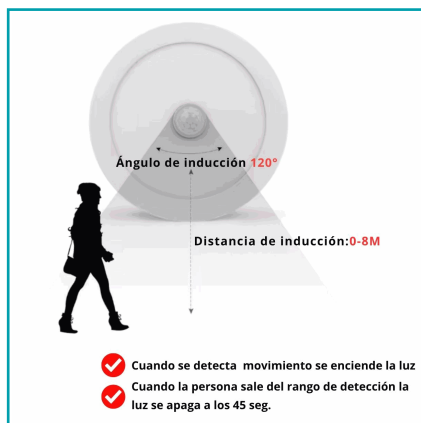 Ángulo de inducción 120°
Distancia de inducción:0-8M
Cuando se detecta movimiento se enciende la luz
Cuando la persona sale del rango de detección la
luz se apaga a los 45 seg.